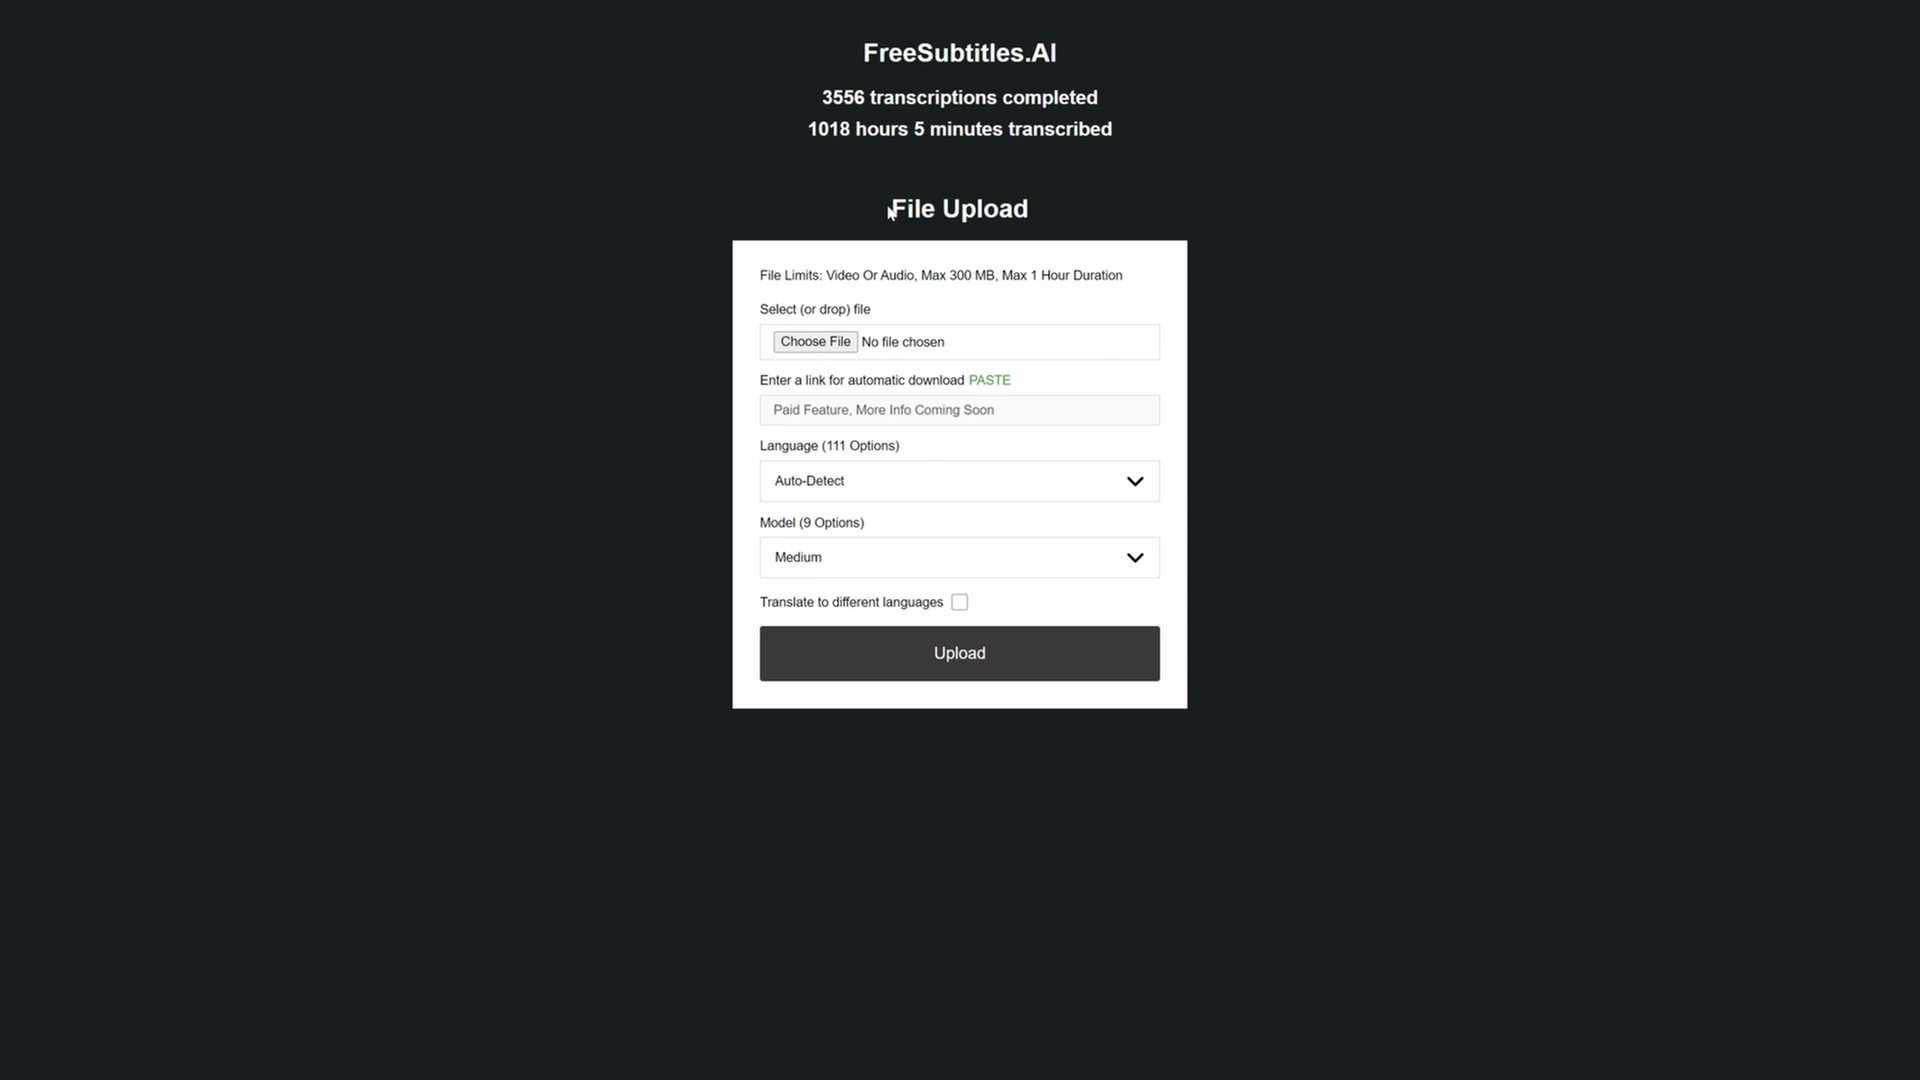 FreeSubtitles.AI
3556 transcriptions completed
1018 hours 5 minutes transcribed
File Upload
File Limits: Video Or Audio, Max 300 MB, Max 1 Hour Duration
Select (or drop) file
Choose File No file chosen
Enter a link for automatic download PASTE
Paid Feature, More Info Coming Soon
Language (111 Options)
Auto-Detect
Model (9 Options)
Medium
Translate to different languages
Upload